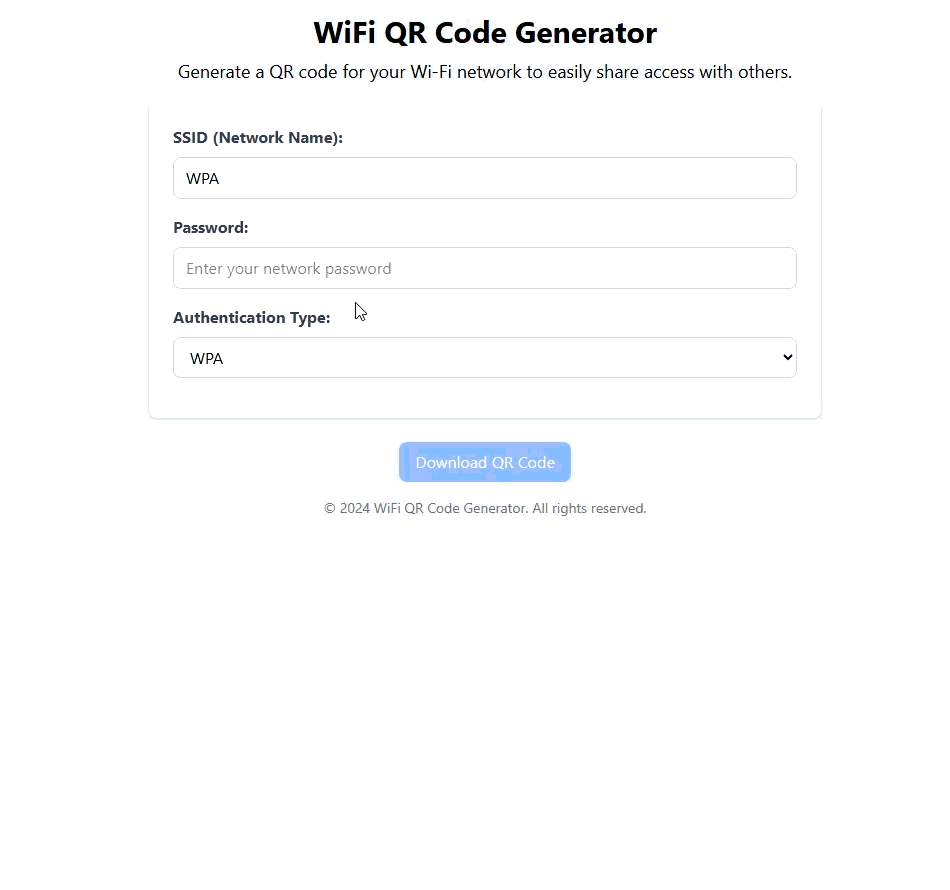 WiFi QR Code Generator
Generate a QR code for your Wi-Fi network to easily share access with others.
SSID (Network Name):
WPA
Password:
Enter your network password
Authentication Type:
WPA
Download QR Code
© 2024 WiFi QR Code Generator. All rights reserved.